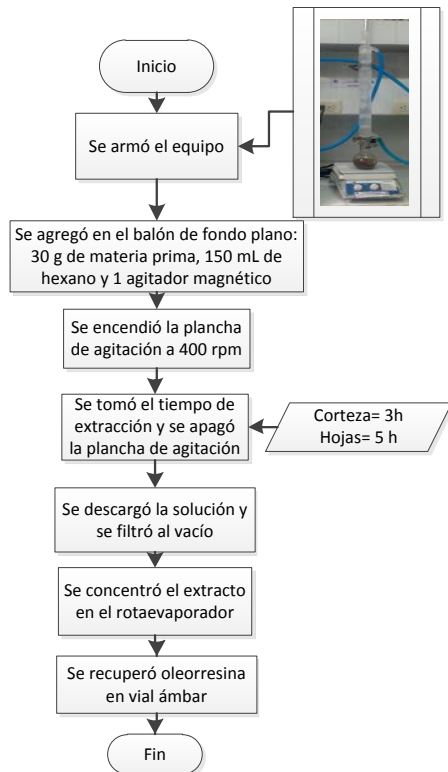 Inicio
Se armó el equipo
Se agregó en el balón de fondo plano:
30 g de materia prima, 150 mL de
hexano y 1 agitador magnético
Se encendió la plancha
de agitación a 400 rpm
Se tomó el tiempo de
extracción y se apagó
la plancha de agitación
Corteza= 3h
Hojas= 5 h
Se descargó la solución y
se filtró al vacío
Se concentró el extracto
en el rotaevaporador
Se recuperó oleorresina
en vial ámbar
Fin